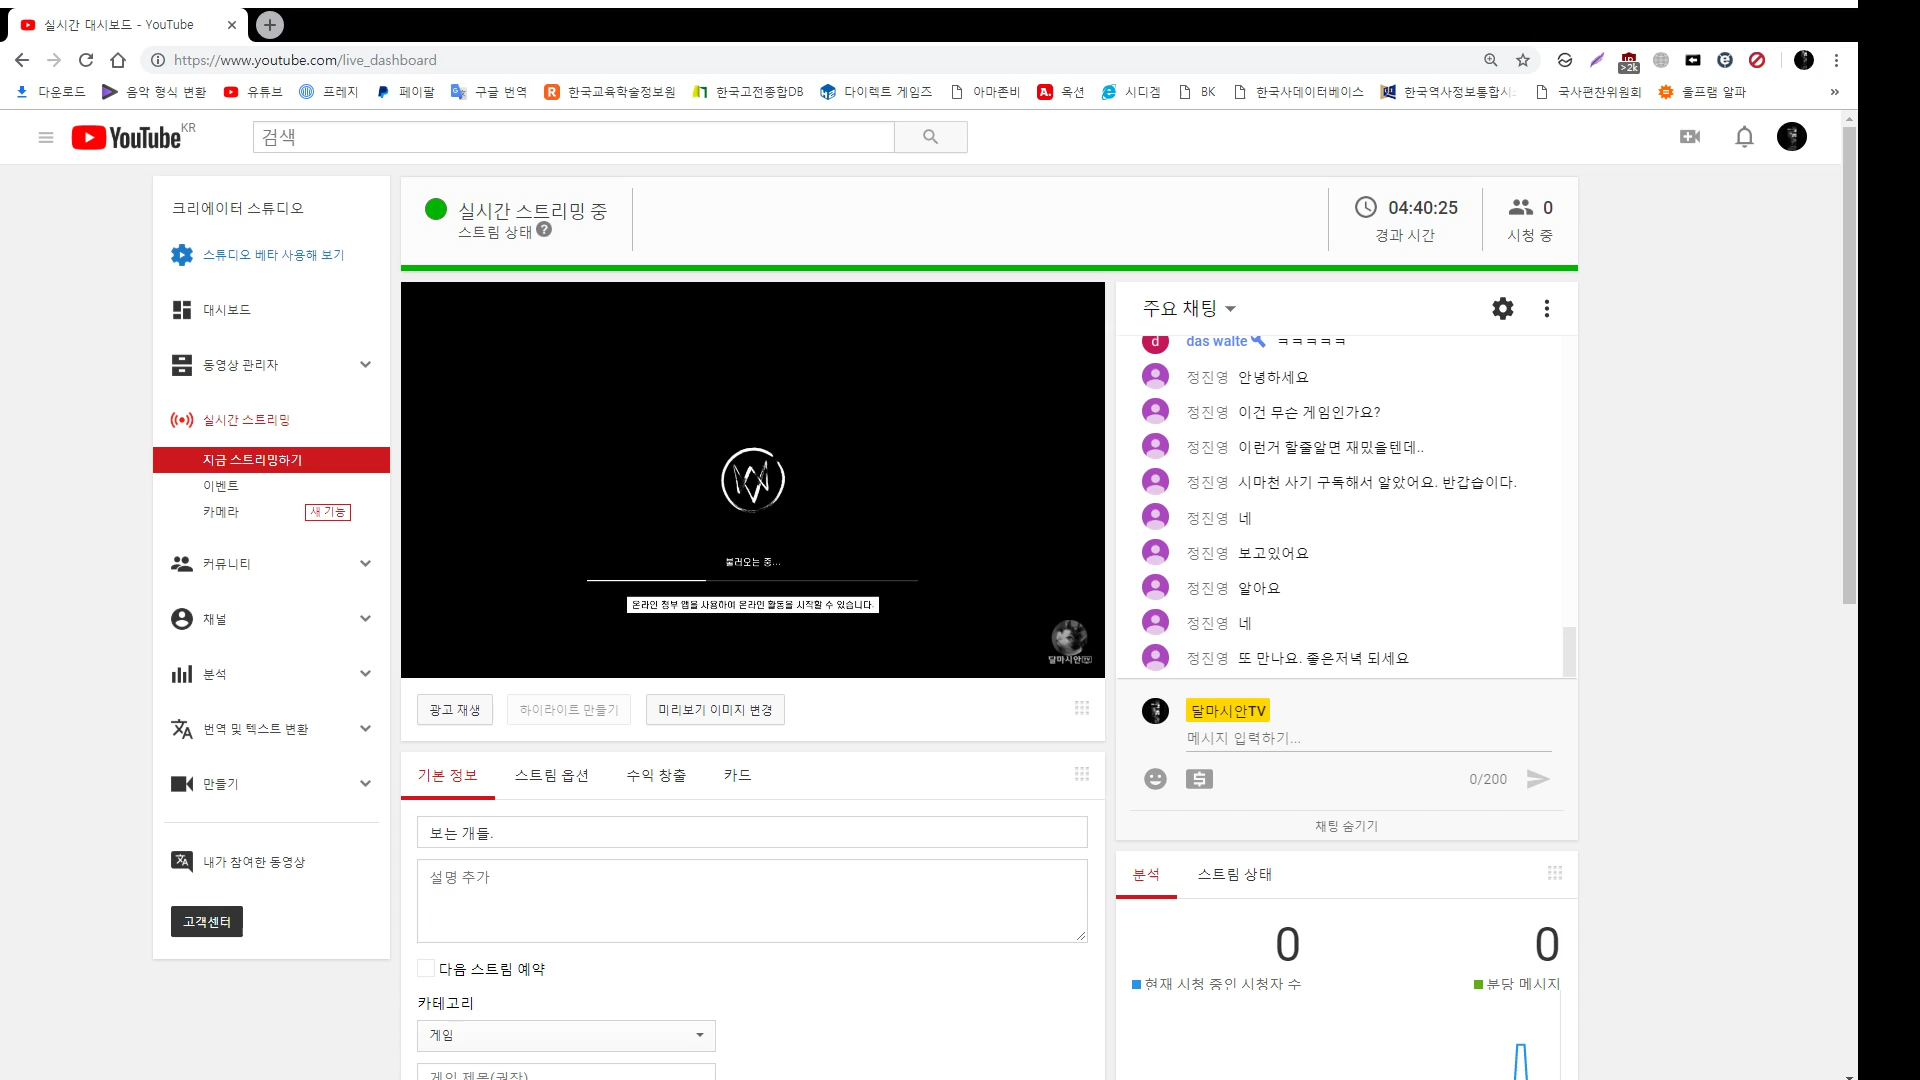 실시간 대시보드 - YouTube
https://www.youtube.com/live_dashboard
>2k
다운로드 음악 형식 변환 유튜브 프레지 페이팔 구글 번역 한국교육학술정보원 한국고전종합DB 다이렉트 게임즈 아마존비 옥션 시디겜 BK 한국사데이터베이스 한국역사정보통합시 국사편찬위원회 울프램 알파 »
YouTube KR
검색
크리에이터 스튜디오
스튜디오 베타 사용해 보기
대시보드
동영상 관리자
실시간 스트리밍
지금 스트리밍하기
이벤트
카메라 새 기능
커뮤니티
채널
분석
번역 및 텍스트 변환
만들기
내가 참여한 동영상
고객센터
실시간 스트리밍 중
스트림 상태 ?
04:40:25
경과 시간
0
시청 중
불러오는 중...
온라인 정부 앱을 사용하여 온라인 활동을 시작할 수 있습니다.
달마시안TV
광고 재생 하이라이트 만들기 미리보기 이미지 변경
기본 정보 스트림 옵션 수익 창출 카드
보는 개들.
설명 추가
다음 스트림 예약
카테고리
게임
게임 제목(권장)
주요 채팅
d das walte ㅋㅋㅋㅋㅋ
정진영 안녕하세요
정진영 이건 무슨 게임인가요?
정진영 이런거 할줄알면 재밌을텐데..
정진영 시마천 사기 구독해서 알았어요. 반갑습이다.
정진영 네
정진영 보고있어요
정진영 알아요
정진영 네
정진영 또 만나요. 좋은저녁 되세요
달마시안TV
메시지 입력하기...
0/200
채팅 숨기기
분석 스트림 상태
0 0
현재 시청 중인 시청자 수 분당 메시지